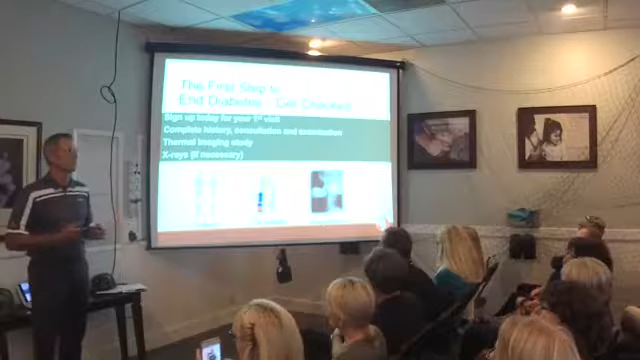 The First Step to
End Diabetes - Get Checked
Sign up today for your 1st visit
Complete history, consultation and examination
Thermal imaging study
X-rays (if necessary)